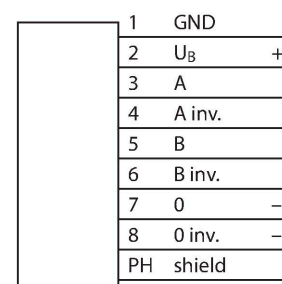 1 GND
2 U_B +
3 A
4 A inv.
5 B
6 B inv.
7 0 –
8 0 inv. –
PH shield